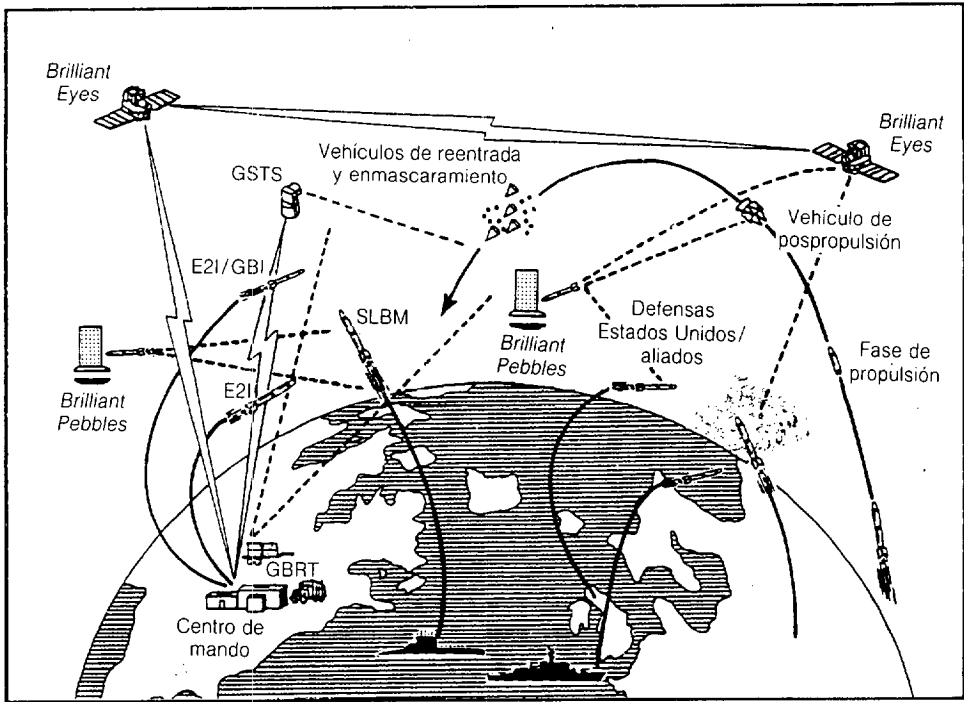 Brilliant
Eyes
Brilliant
Eyes
GSTS
Vehículos de reentrada
y enmascaramiento
Vehículo de
pospropulsión
E2I/GBI
SLBM
Defensas
Estados Unidos/
aliados
Brilliant
Pebbles
Fase de
propulsión
Brilliant
Pebbles
E2I
GBRT
Centro de
mando